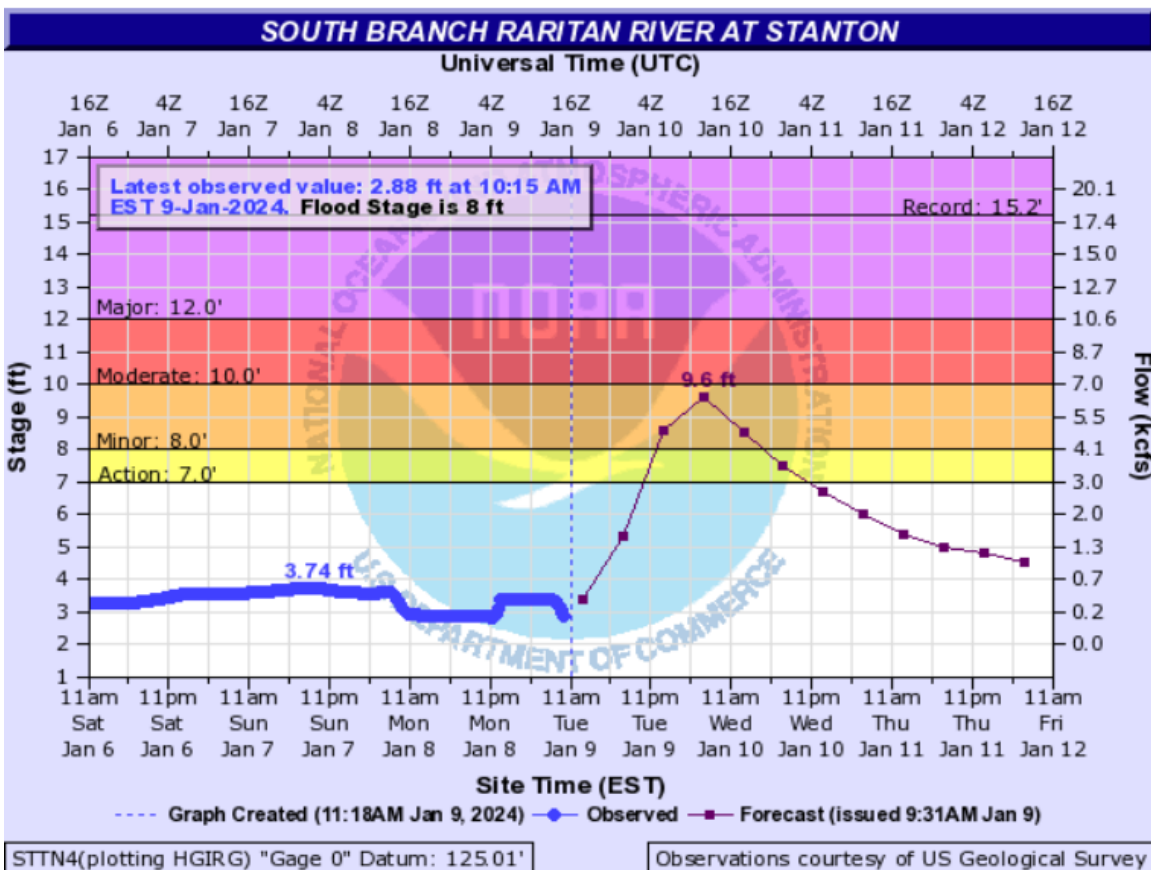 SOUTH BRANCH RARITAN RIVER AT STANTON
Universal Time (UTC)
16Z 4Z 16Z 4Z 16Z 4Z 16Z 4Z 16Z 4Z 16Z 4Z 16Z
Jan 6 Jan 7 Jan 7 Jan 8 Jan 8 Jan 9 Jan 9 Jan 10 Jan 10 Jan 11 Jan 11 Jan 12 Jan 12
Latest observed value: 2.88 ft at 10:15 AM
EST 9-Jan-2024. Flood Stage is 8 ft
Record: 15.2'
Major: 12.0'
Moderate: 10.0'
Minor: 8.0'
Action: 7.0'
9.6 ft
3.74 ft
NATIONAL OCEANIC AND ATMOSPHERIC ADMINISTRATION
NOAA
U.S. DEPARTMENT OF COMMERCE
Stage (ft)
17
16
15
14
13
12
11
10
9
8
7
6
5
4
3
2
1
Flow (kcfs)
20.1
17.4
15.0
12.7
10.6
8.7
7.0
5.5
4.1
3.0
2.0
1.3
0.7
0.2
0.0
11am 11pm 11am 11pm 11am 11pm 11am 11pm 11am 11pm 11am 11pm 11am
Sat Sat Sun Sun Mon Mon Tue Tue Wed Wed Thu Thu Fri
Jan 6 Jan 6 Jan 7 Jan 7 Jan 8 Jan 8 Jan 9 Jan 9 Jan 10 Jan 10 Jan 11 Jan 11 Jan 12
Site Time (EST)
Graph Created (11:18AM Jan 9, 2024) Observed Forecast (issued 9:31AM Jan 9)
STTN4(plotting HGIRG) "Gage 0" Datum: 125.01'
Observations courtesy of US Geological Survey